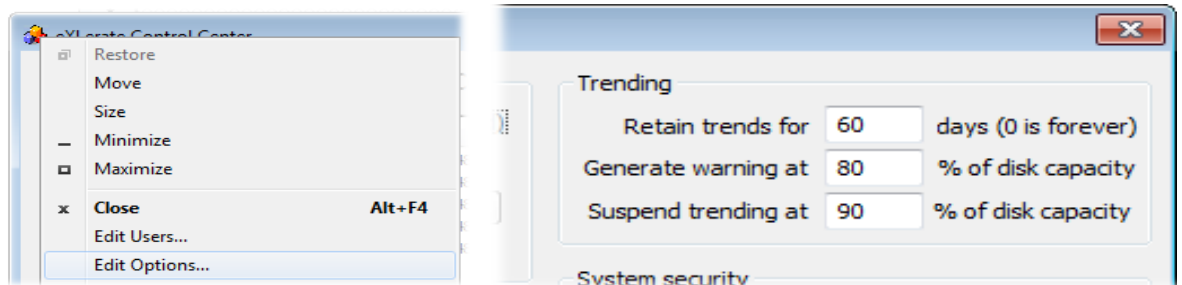 eXLerate Control Center
Restore
Move
Size
Minimize
Maximize
Close Alt+F4
Edit Users...
Edit Options...
Trending
Retain trends for 60 days (0 is forever)
Generate warning at 80 % of disk capacity
Suspend trending at 90 % of disk capacity
System security